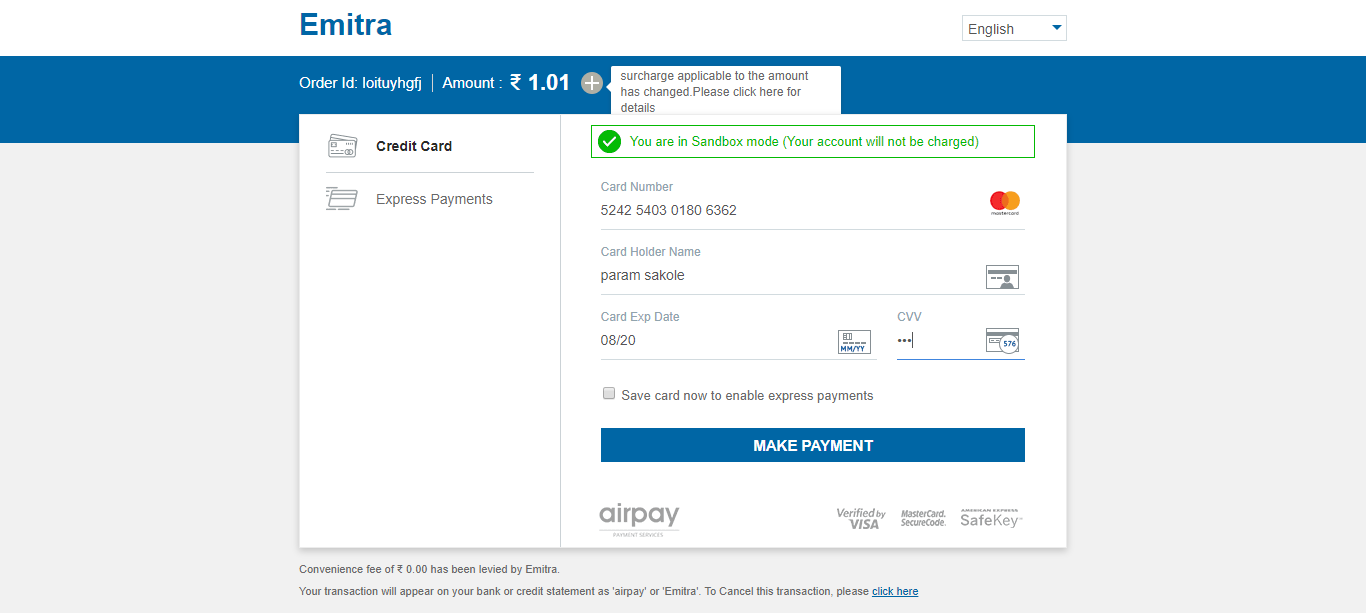 Emitra
English
Order Id: loituyhgfj | Amount : ₹ 1.01
surcharge applicable to the amount
has changed.Please click here for
details
Credit Card
Express Payments
You are in Sandbox mode (Your account will not be charged)
Card Number
5242 5403 0180 6362
mastercard
Card Holder Name
param sakole
Card Exp Date
08/20
MM/YY
CVV
•••
576
Save card now to enable express payments
MAKE PAYMENT
airpay
PAYMENT SERVICES
Verified by
VISA
MasterCard.
SecureCode.
AMERICAN EXPRESS
SafeKey
Convenience fee of ₹ 0.00 has been levied by Emitra.
Your transaction will appear on your bank or credit statement as 'airpay' or 'Emitra'. To Cancel this transaction, please click here